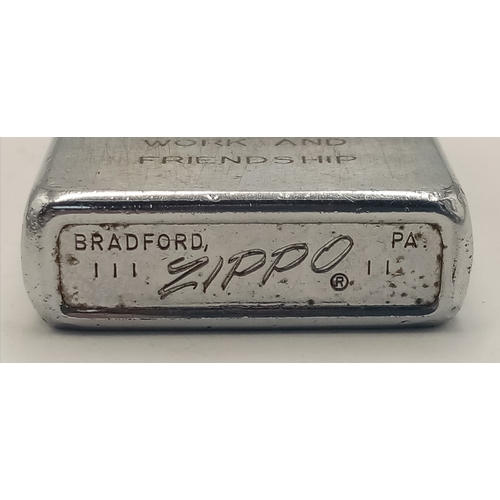 WORK AND
FRIENDSHIP
BRADFORD, PA
III ZIPPO ® II